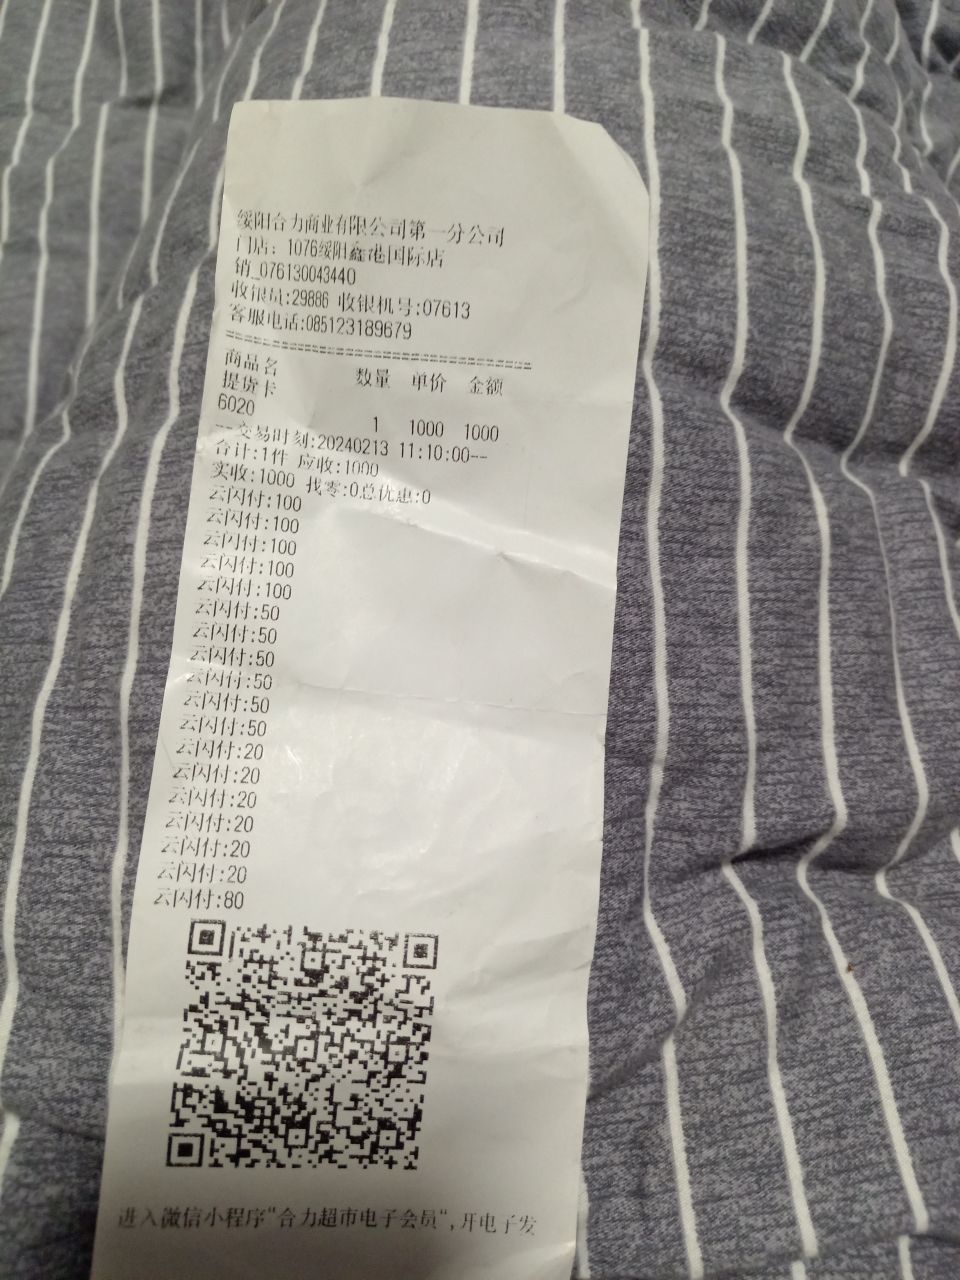 绥阳合力商业有限公司第一分公司
门店：1076绥阳鑫港国际店
销_076130043440
收银员:29886 收银机号:07613
客服电话:085123189679
商品名 数量 单价 金额
提货卡
6020 1 1000 1000
--交易时刻:20240213 11:10:00--
合计:1件 应收:1000
实收:1000 找零:0总优惠:0
云闪付:100
云闪付:100
云闪付:100
云闪付:100
云闪付:100
云闪付:50
云闪付:50
云闪付:50
云闪付:50
云闪付:50
云闪付:50
云闪付:20
云闪付:20
云闪付:20
云闪付:20
云闪付:20
云闪付:20
云闪付:80
进入微信小程序"合力超市电子会员",开电子发